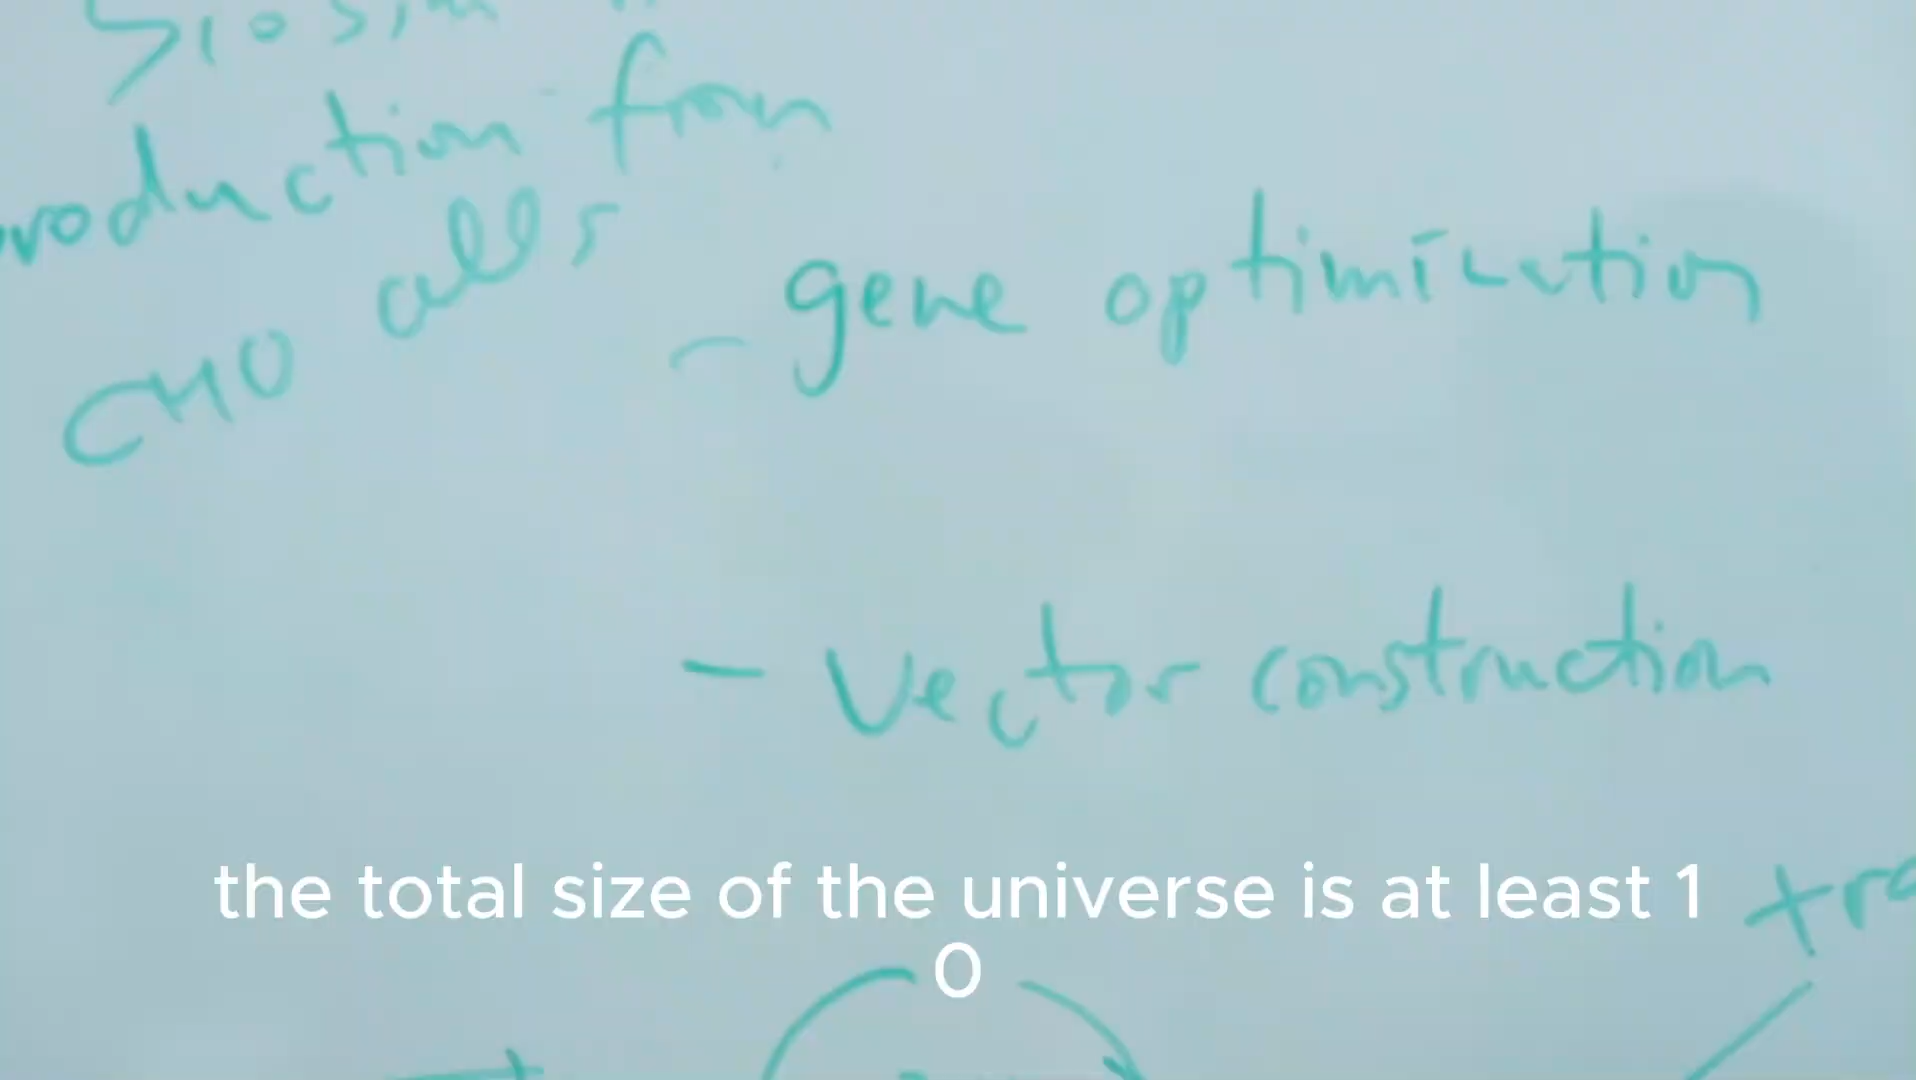 production from
CHO cells
- gene optimization
- Vector construction
the total size of the universe is at least 1
0